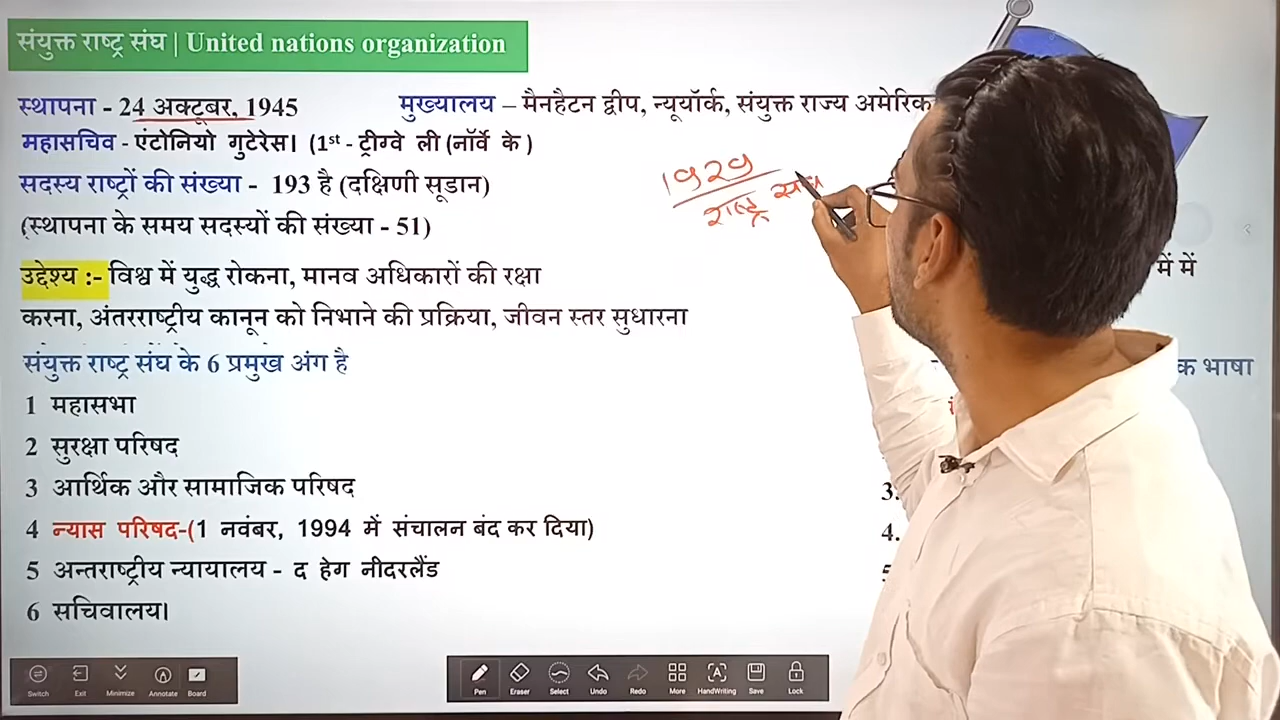 संयुक्त राष्ट्र संघ | United nations organization
स्थापना - 24 अक्टूबर, 1945
मुख्यालय – मैनहैटन द्वीप, न्यूयॉर्क, संयुक्त राज्य
महासचिव - एंटोनियो गुटेरेस। (1st - ट्रीग्वे ली (नॉर्वे के )
1929
राष्ट्र
सदस्य राष्ट्रों की संख्या - 193 है (दक्षिणी सूडान)
(स्थापना के समय सदस्यों की संख्या - 51)
उद्देश्य :- विश्व में युद्ध रोकना, मानव अधिकारों की रक्षा
में में
करना, अंतरराष्ट्रीय कानून को निभाने की प्रक्रिया, जीवन स्तर सुधारना
संयुक्त राष्ट्र संघ के 6 प्रमुख अंग है
भाषा
1 महासभा
2 सुरक्षा परिषद
3 आर्थिक और सामाजिक परिषद
3.
4 न्यास परिषद-(1 नवंबर, 1994 में संचालन बंद कर दिया)
4.
5 अन्तराष्ट्रीय न्यायालय - द हेग नीदरलैंड
6 सचिवालय।
Switch Exit Minimize Annotate Board
Pen Eraser Select Undo Redo More HandWriting Save Lock